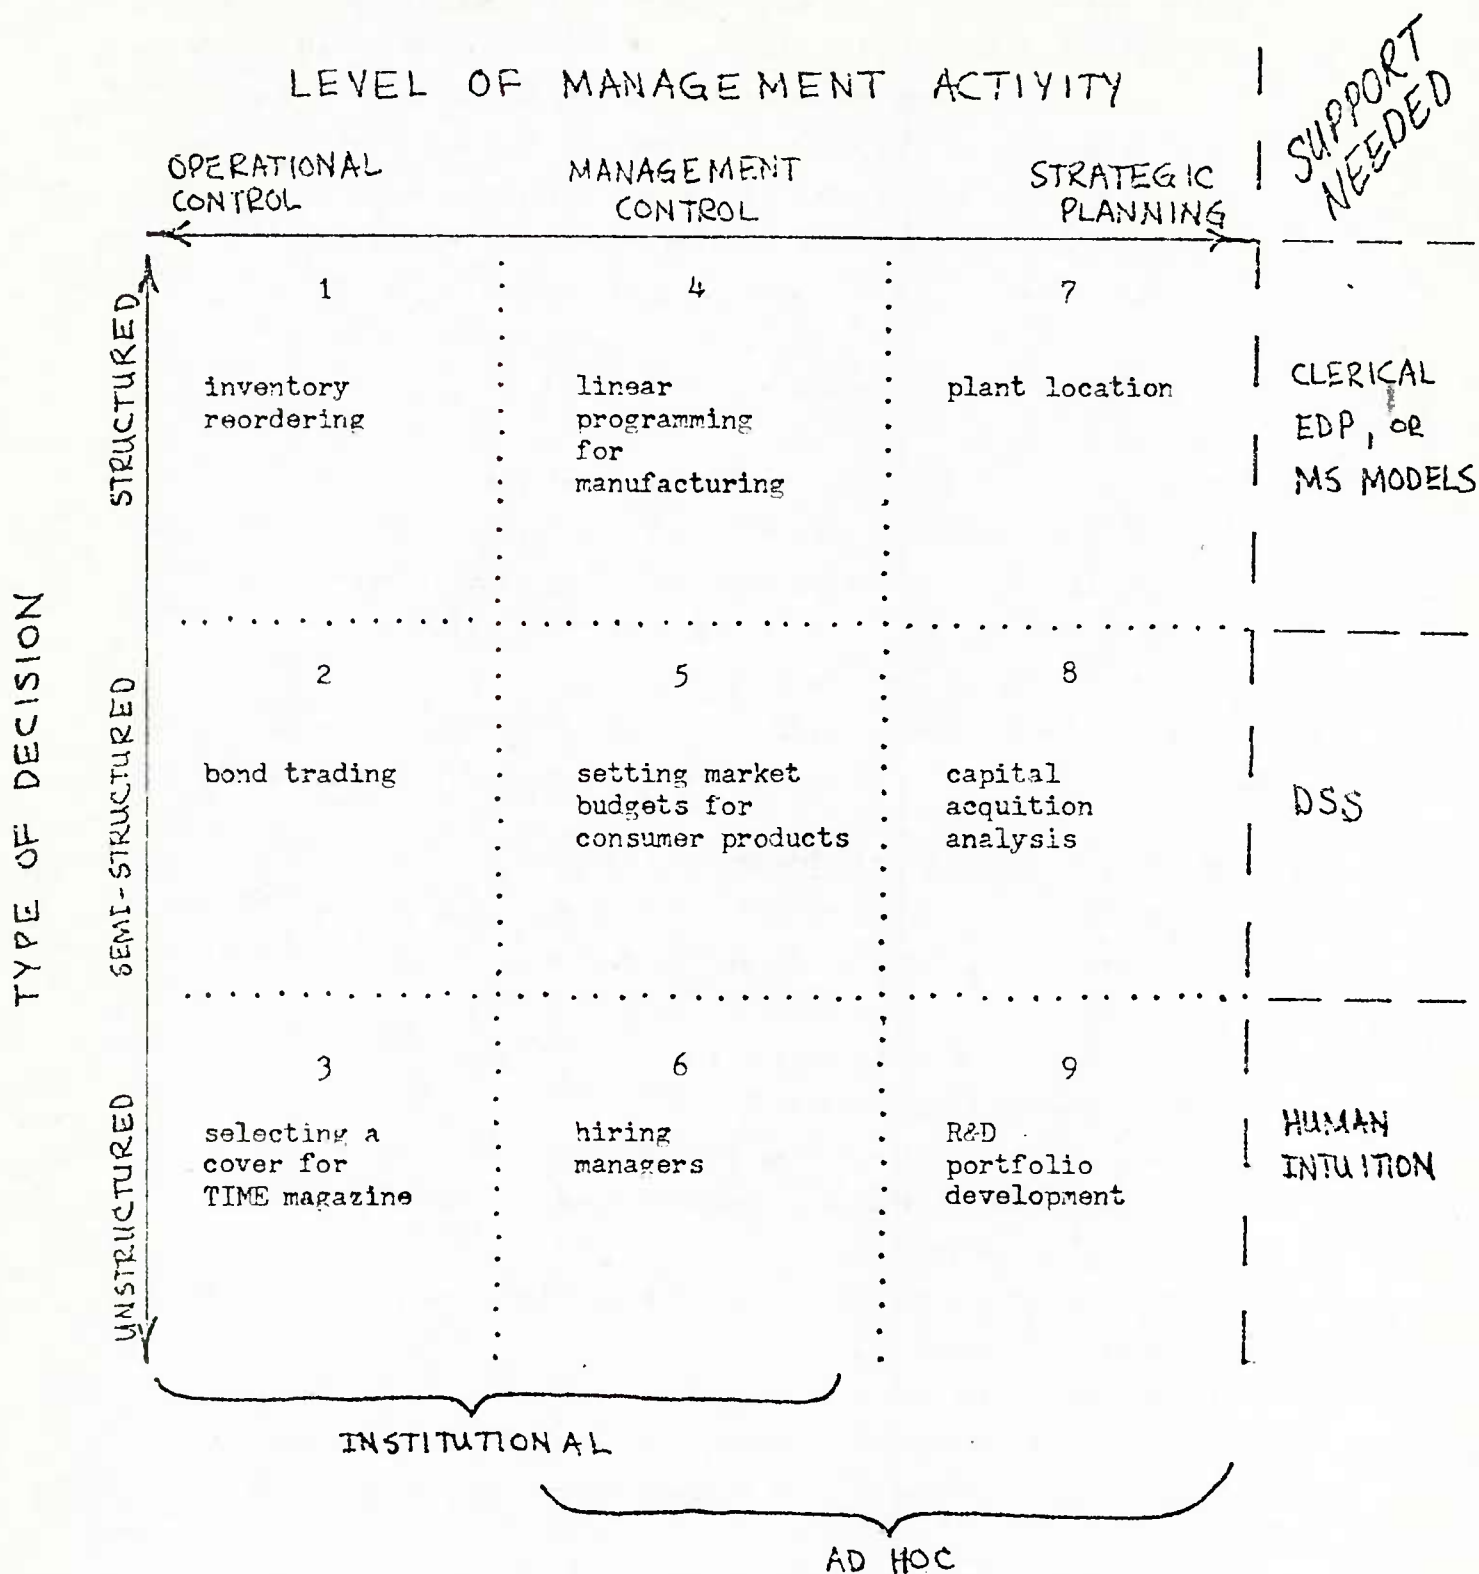 LEVEL OF MANAGEMENT ACTIVITY
SUPPORT
NEEDED
OPERATIONAL
CONTROL
MANAGEMENT
CONTROL
STRATEGIC
PLANNING
TYPE OF DECISION
STRUCTURED
1
inventory
reordering
4
linear
programming
for
manufacturing
7
plant location
CLERICAL
EDP, OR
MS MODELS
SEMI-STRUCTURED
2
bond trading
5
setting market
budgets for
consumer products
8
capital
acquition
analysis
DSS
UNSTRUCTURED
3
selecting a
cover for
TIME magazine
6
hiring
managers
9
R&D
portfolio
development
HUMAN
INTUITION
INSTITUTIONAL
AD HOC